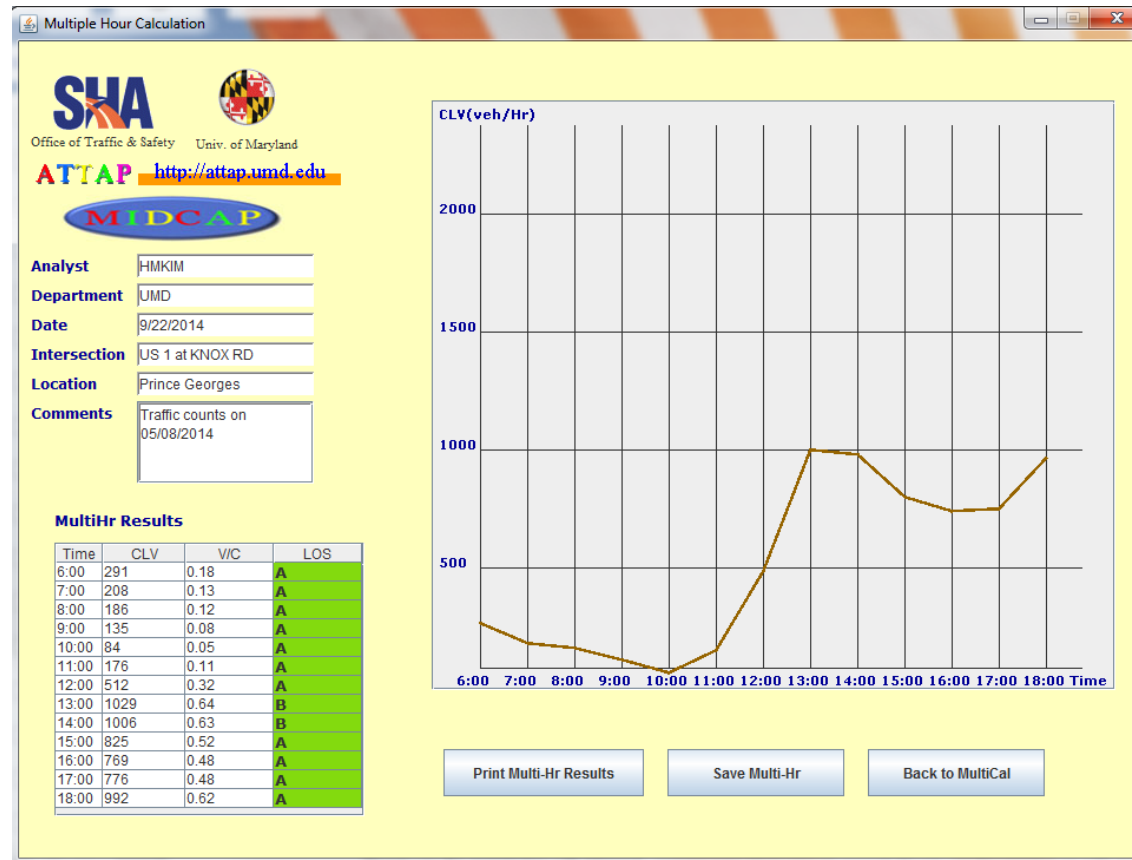 Multiple Hour Calculation
SHA
Office of Traffic & Safety
Univ. of Maryland
ATTAP
http://attap.umd.edu
MIDCAP
Analyst HMKIM
Department UMD
Date 9/22/2014
Intersection US 1 at KNOX RD
Location Prince Georges
Comments Traffic counts on
05/08/2014
MultiHr Results
Time CLV V/C LOS
6:00 291 0.18 A
7:00 208 0.13 A
8:00 186 0.12 A
9:00 135 0.08 A
10:00 84 0.05 A
11:00 176 0.11 A
12:00 512 0.32 A
13:00 1029 0.64 B
14:00 1006 0.63 B
15:00 825 0.52 A
16:00 769 0.48 A
17:00 776 0.48 A
18:00 992 0.62 A
CLV(veh/Hr)
2000
1500
1000
500
6:00 7:00 8:00 9:00 10:00 11:00 12:00 13:00 14:00 15:00 16:00 17:00 18:00 Time
Print Multi-Hr Results
Save Multi-Hr
Back to MultiCal